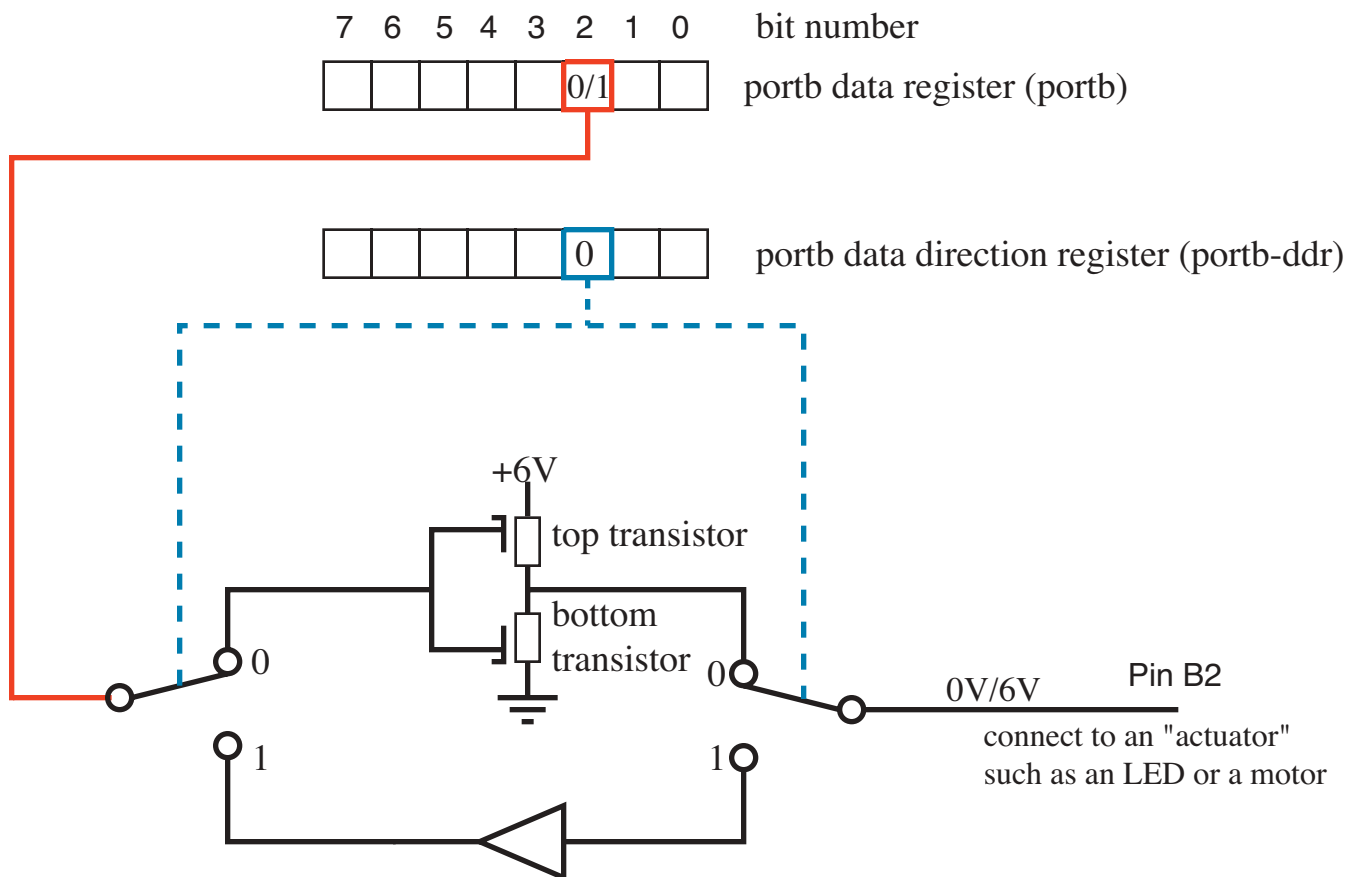 7 6 5 4 3 2 1 0 bit number
0/1 portb data register (portb)
0 portb data direction register (portb-ddr)
+6V
top transistor
bottom
transistor
0
0
0V/6V
Pin B2
connect to an "actuator"
such as an LED or a motor
1
1